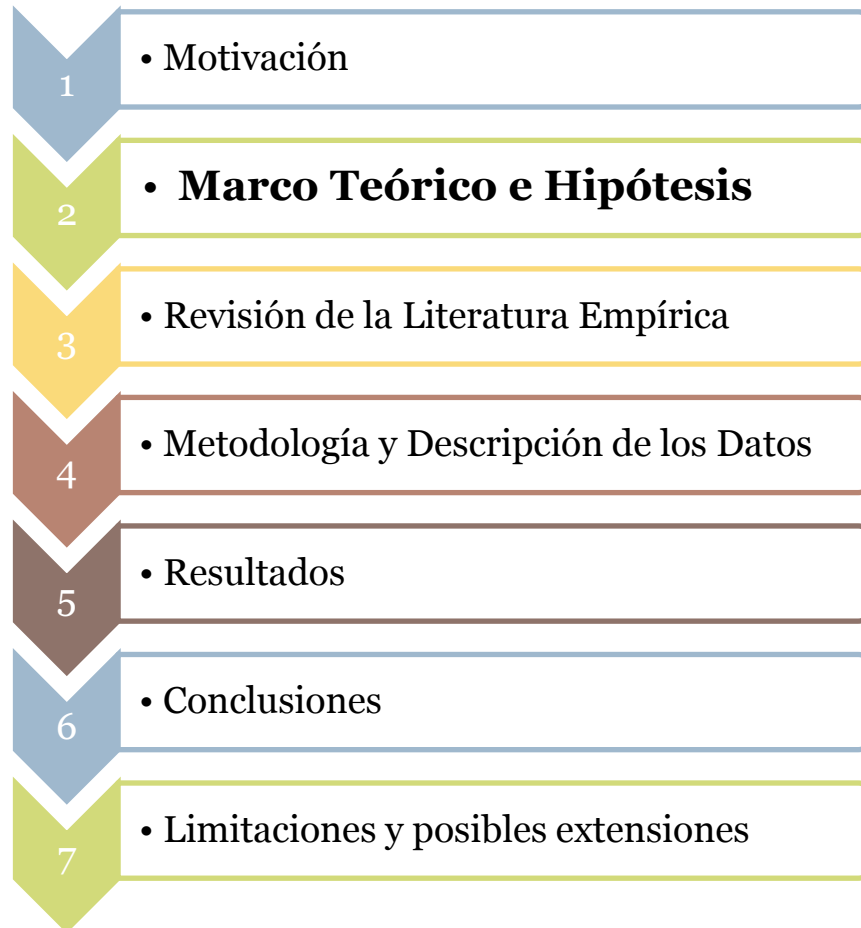 1
• Motivación
2
• Marco Teórico e Hipótesis
3
• Revisión de la Literatura Empírica
4
• Metodología y Descripción de los Datos
5
• Resultados
6
• Conclusiones
7
• Limitaciones y posibles extensiones